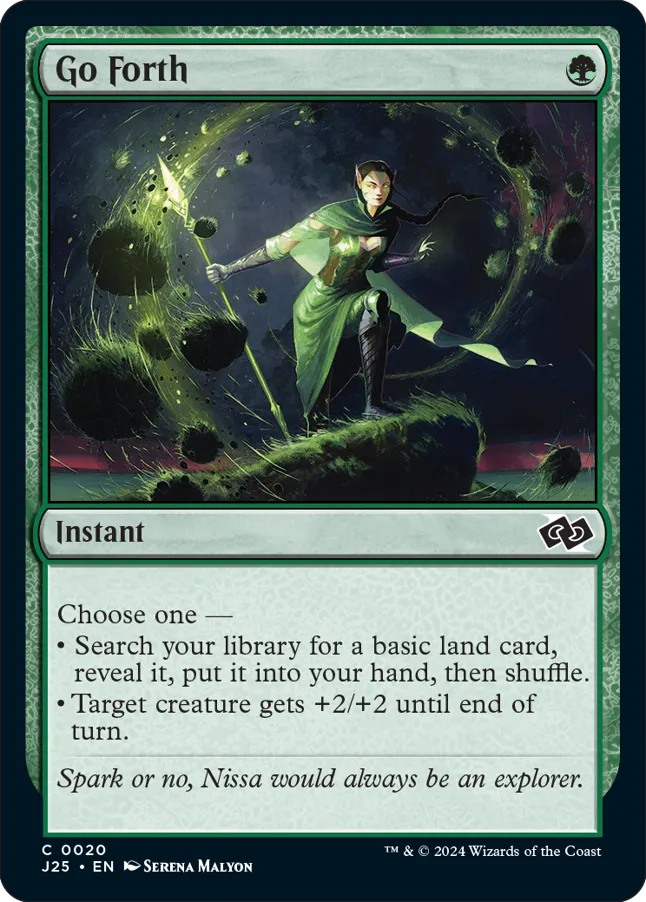 Go Forth
Instant
Choose one —
• Search your library for a basic land card,
reveal it, put it into your hand, then shuffle.
• Target creature gets +2/+2 until end of
turn.
Spark or no, Nissa would always be an explorer.
C 0020
J25 • EN Serena Malyon
™ & © 2024 Wizards of the Coast